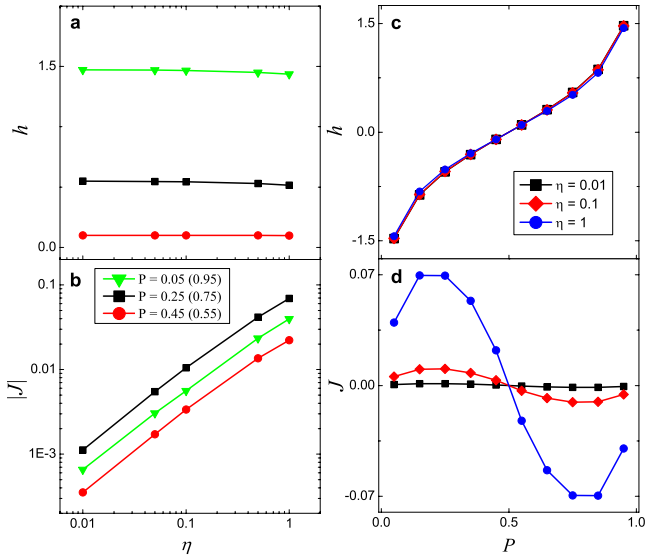 a
1.5
h
0.0
b
P = 0.05 (0.95)
P = 0.25 (0.75)
P = 0.45 (0.55)
0.1
|J|
0.01
1E-3
0.01
0.1
1
η
c
1.5
h
0.0
-1.5
η = 0.01
η = 0.1
η = 1
d
0.07
J
0.00
-0.07
0.0
0.5
1.0
P